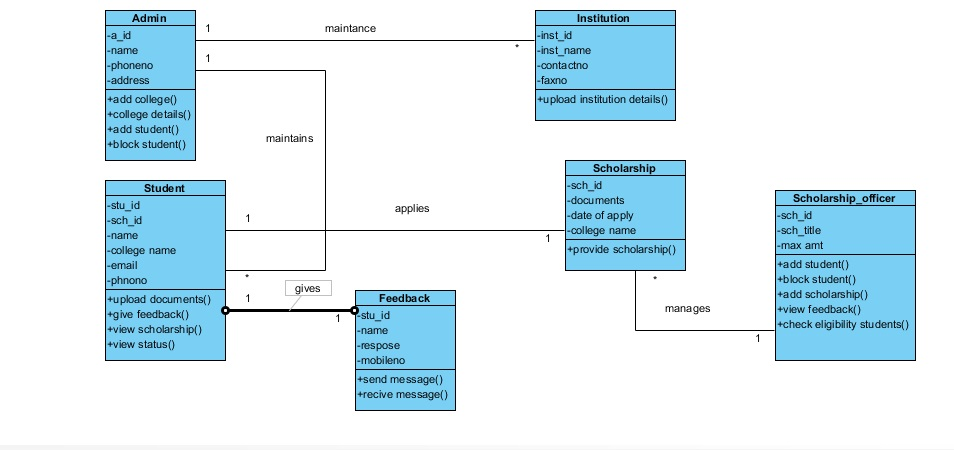 Admin
-a_id
-name
-phoneno
-address
+add college()
+college details()
+add student()
+block student()
1
maintance
*
Institution
-inst_id
-inst_name
-contactno
-faxno
+upload institution details()
1
maintains
*
Student
-stu_id
-sch_id
-name
-college name
-email
-phnono
+upload documents()
+give feedback()
+view scholarship()
+view status()
1
applies
1
Scholarship
-sch_id
-documents
-date of apply
-college name
+provide scholarship()
*
manages
1
Scholarship_officer
-sch_id
-sch_title
-max amt
+add student()
+block student()
+add scholarship()
+view feedback()
+check eligibility students()
1
gives
1
Feedback
-stu_id
-name
-respose
-mobileno
+send message()
+recive message()